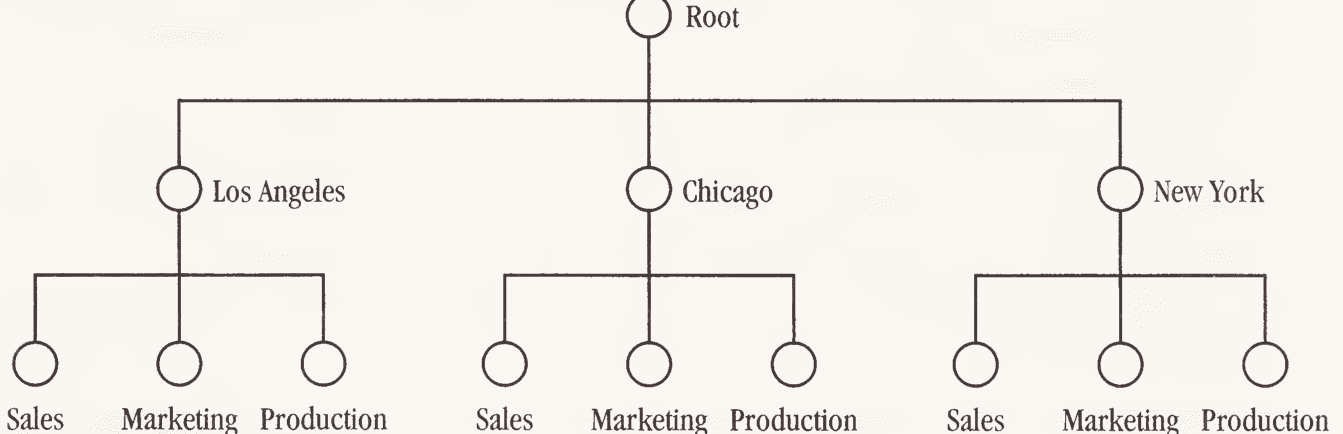 Root
Los Angeles
Chicago
New York
Sales
Marketing
Production
Sales
Marketing
Production
Sales
Marketing
Production